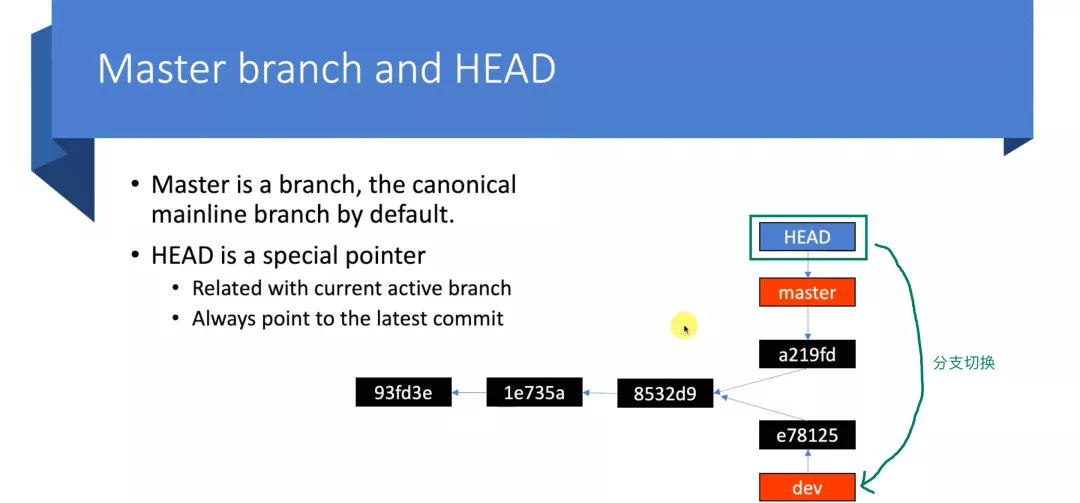 Master branch and HEAD
• Master is a branch, the canonical
mainline branch by default.
• HEAD is a special pointer
• Related with current active branch
• Always point to the latest commit
HEAD
master
a219fd
分支切换
93fd3e
1e735a
8532d9
e78125
dev